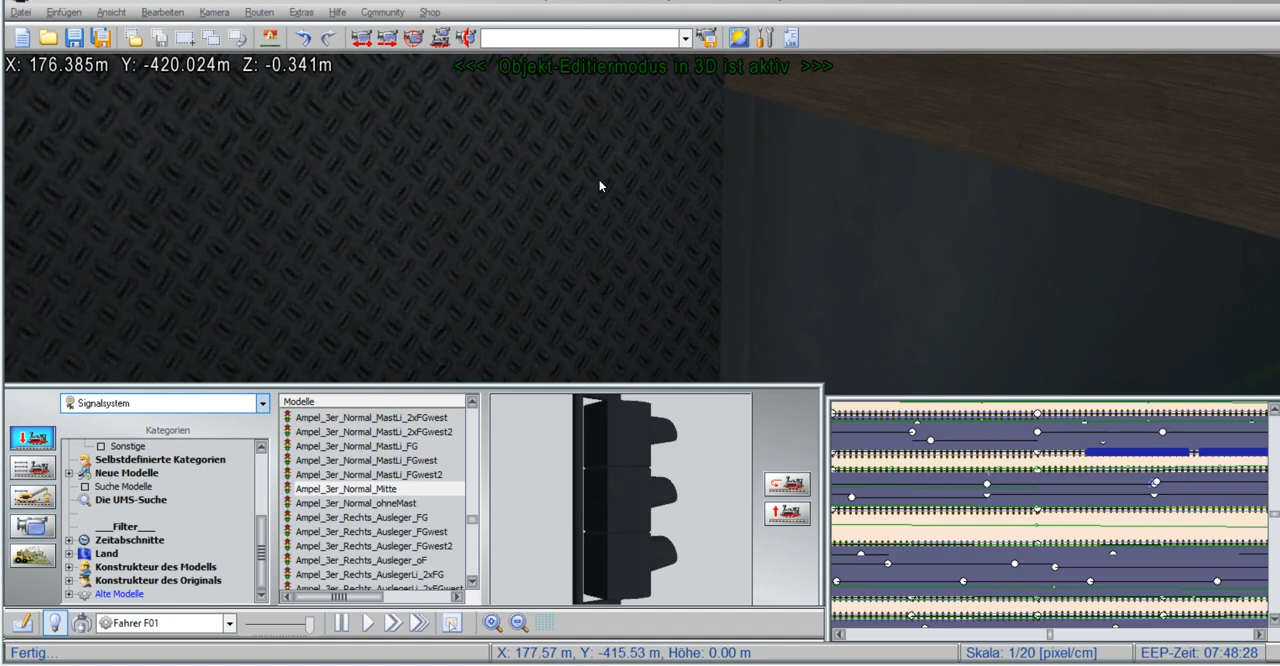 Datei Einfügen Ansicht Bearbeiten Kamera Routen Extras Hilfe Community Shop
X: 176.385m Y: -420.024m Z: -0.341m
<<< Objekt-Editiermodus in 3D ist aktiv >>>
Signalsystem
Kategorien
Sonstige
Selbstdefinierte Kategorien
Neue Modelle
Suche Modelle
Die UMS-Suche
___Filter___
Zeitabschnitte
Land
Konstrukteure des Modells
Konstrukteure des Originals
Alte Modelle
Modelle
Ampel_3er_Normal_MastLi_2xFGwest
Ampel_3er_Normal_MastLi_2xFGwest2
Ampel_3er_Normal_MastLi_FG
Ampel_3er_Normal_MastLi_FGwest
Ampel_3er_Normal_MastLi_FGwest2
Ampel_3er_Normal_Mitte
Ampel_3er_Normal_ohneMast
Ampel_3er_Rechts_Ausleger_FG
Ampel_3er_Rechts_Ausleger_FGwest
Ampel_3er_Rechts_Ausleger_FGwest2
Ampel_3er_Rechts_Ausleger_oF
Ampel_3er_Rechts_AuslegerLi_2xFG
Ampel_3er_Rechts_AuslegerLi_2xFGwest
Fahrer F01
Fertig...
X: 177.57 m, Y: -415.53 m, Höhe: 0.00 m
Skala: 1/20 [pixel/cm]
EEP-Zeit: 07:48:28